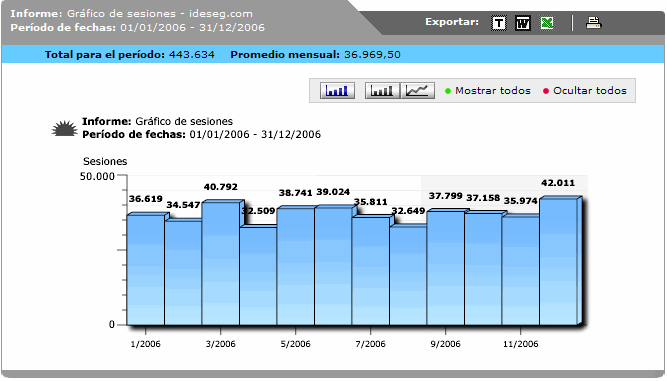 Informe: Gráfico de sesiones - ideseg.com
Período de fechas: 01/01/2006 - 31/12/2006
Exportar: T W X
Total para el período: 443.634 Promedio mensual: 36.969,50
Mostrar todos Ocultar todos
Informe: Gráfico de sesiones
Período de fechas: 01/01/2006 - 31/12/2006
Sesiones
50.000
36.619 34.547 40.792 32.509 38.741 39.024 35.811 32.649 37.799 37.158 35.974 42.011
0
1/2006 3/2006 5/2006 7/2006 9/2006 11/2006